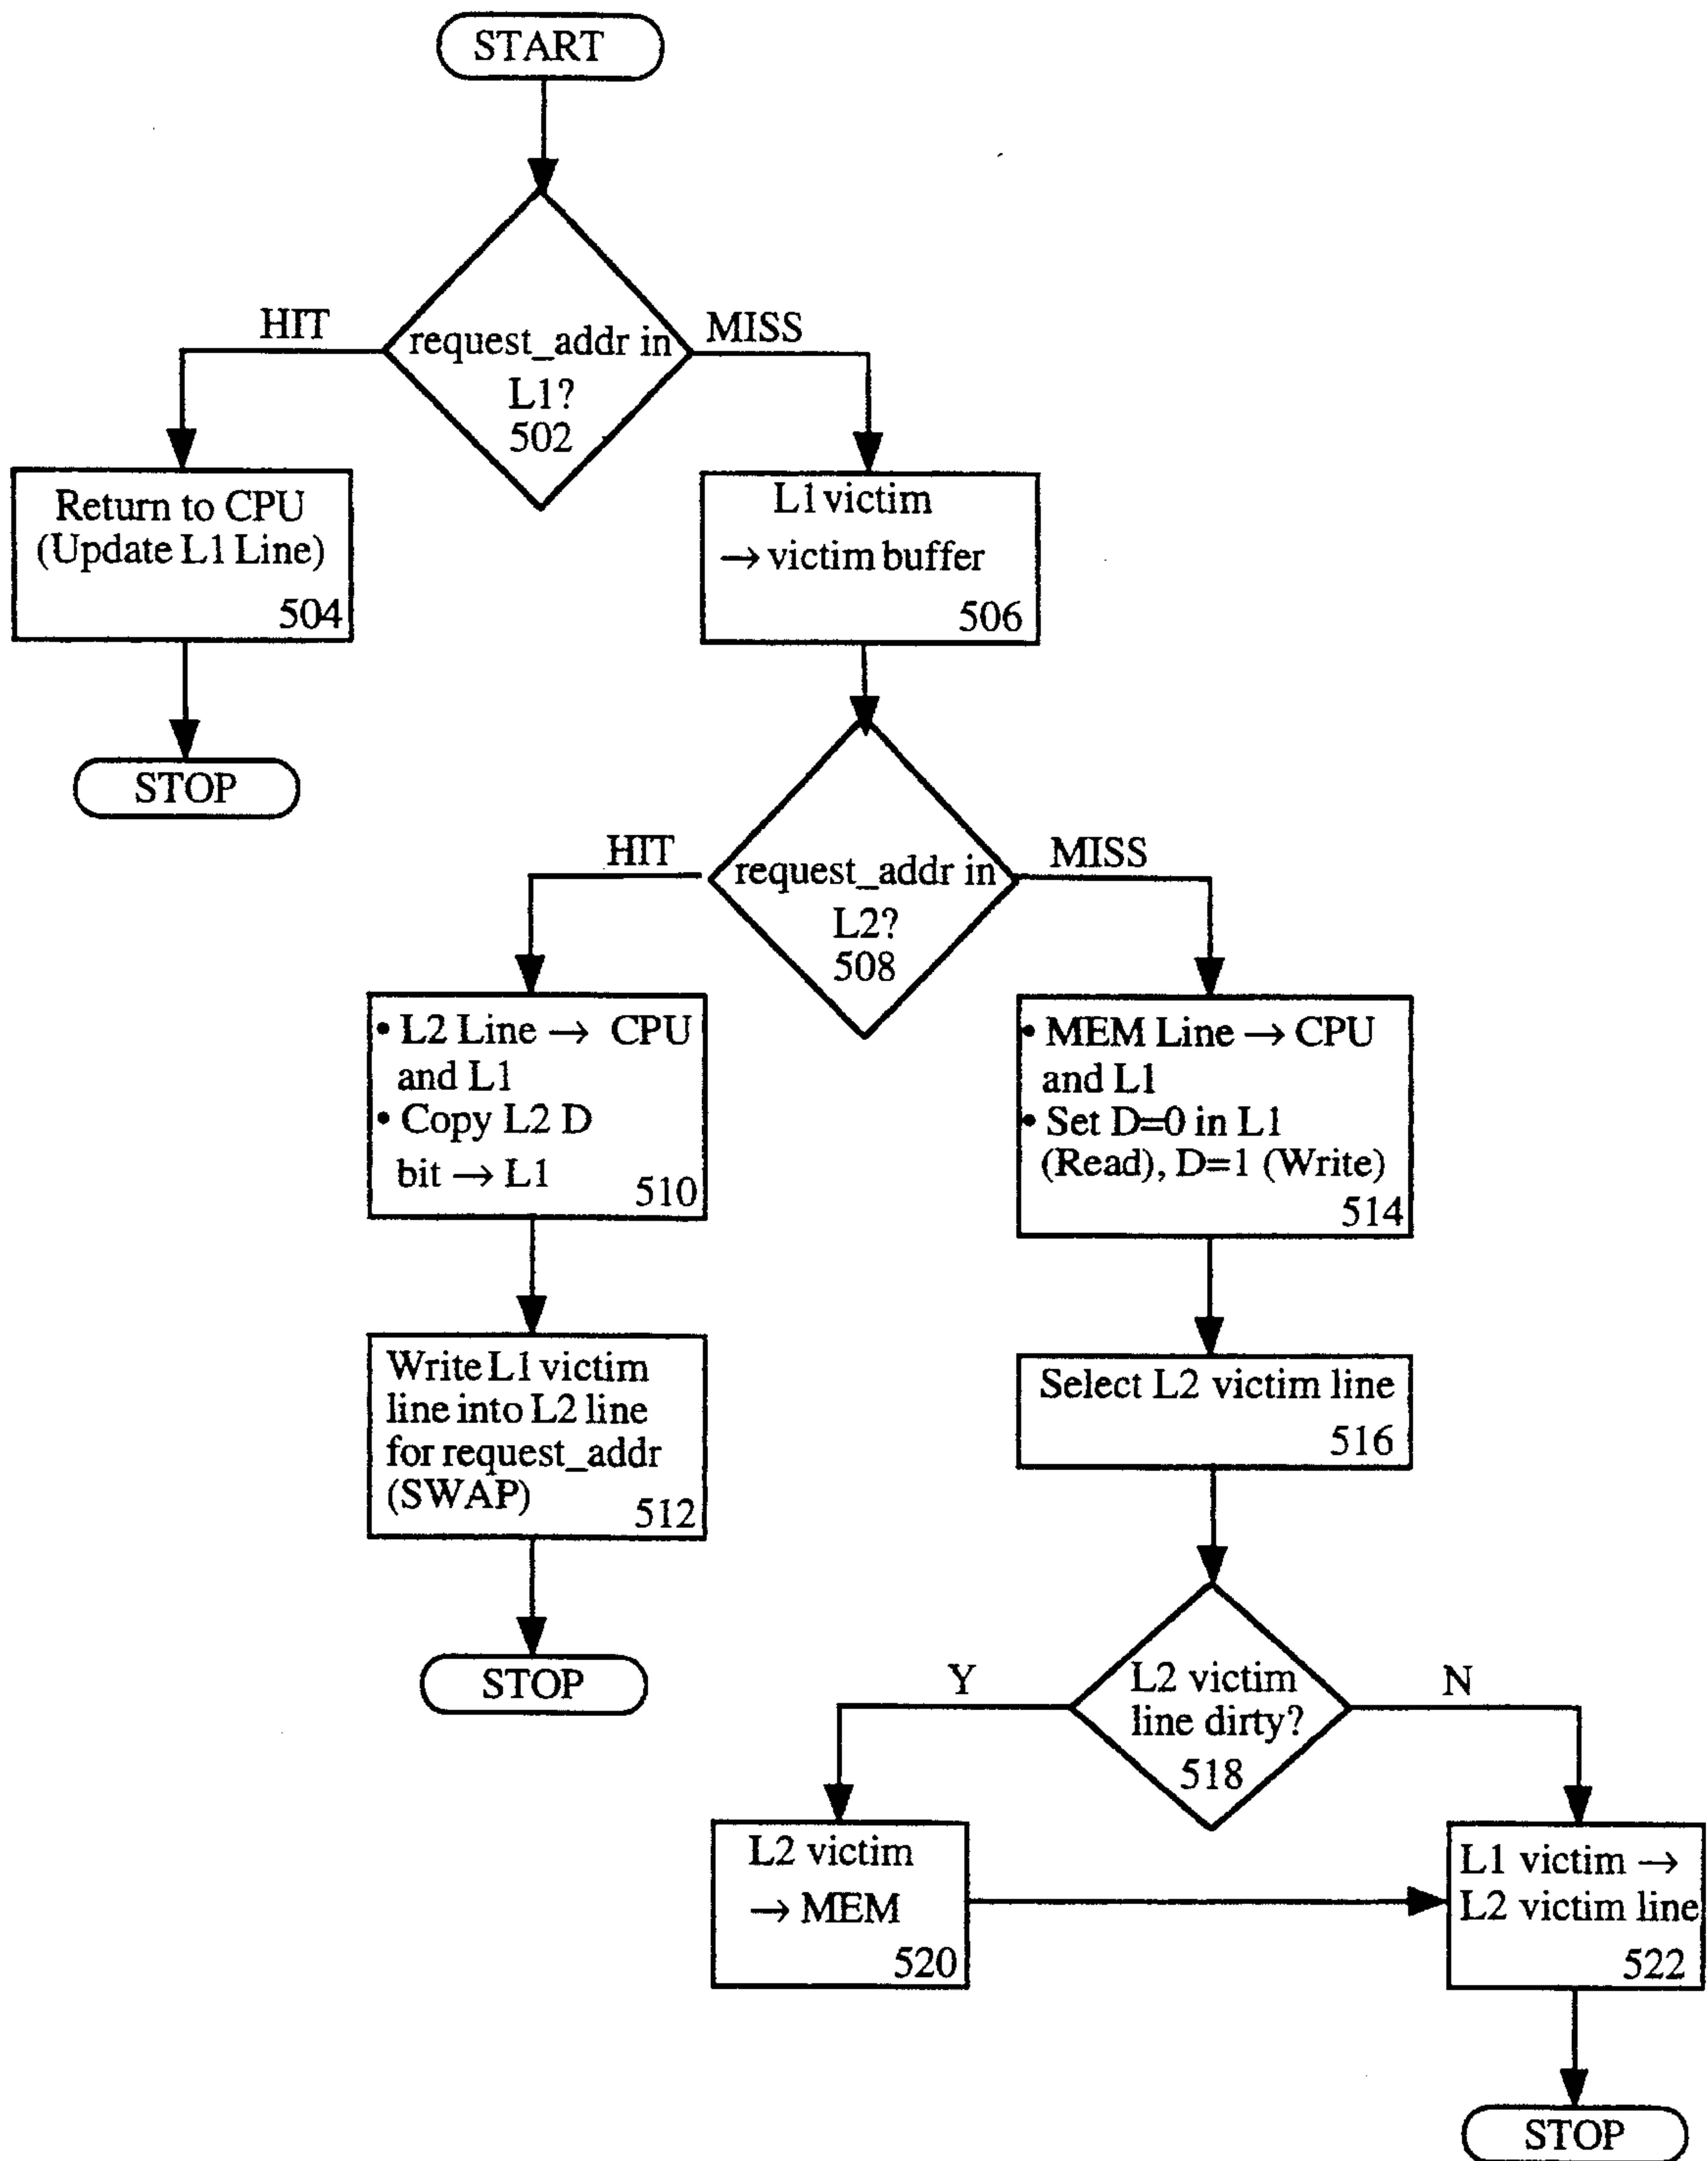 START
HIT
MISS
request_addr in
L1?
502
Return to CPU
(Update L1 Line)
504
L1 victim
→ victim buffer
506
STOP
HIT
MISS
request_addr in
L2?
508
• L2 Line → CPU
and L1
• Copy L2 D
bit → L1
510
• MEM Line → CPU
and L1
• Set D=0 in L1
(Read), D=1 (Write)
514
Write L1 victim
line into L2 line
for request_addr
(SWAP)
512
Select L2 victim line
516
STOP
Y
N
L2 victim
line dirty?
518
L2 victim
→ MEM
520
L1 victim →
L2 victim line
522
STOP